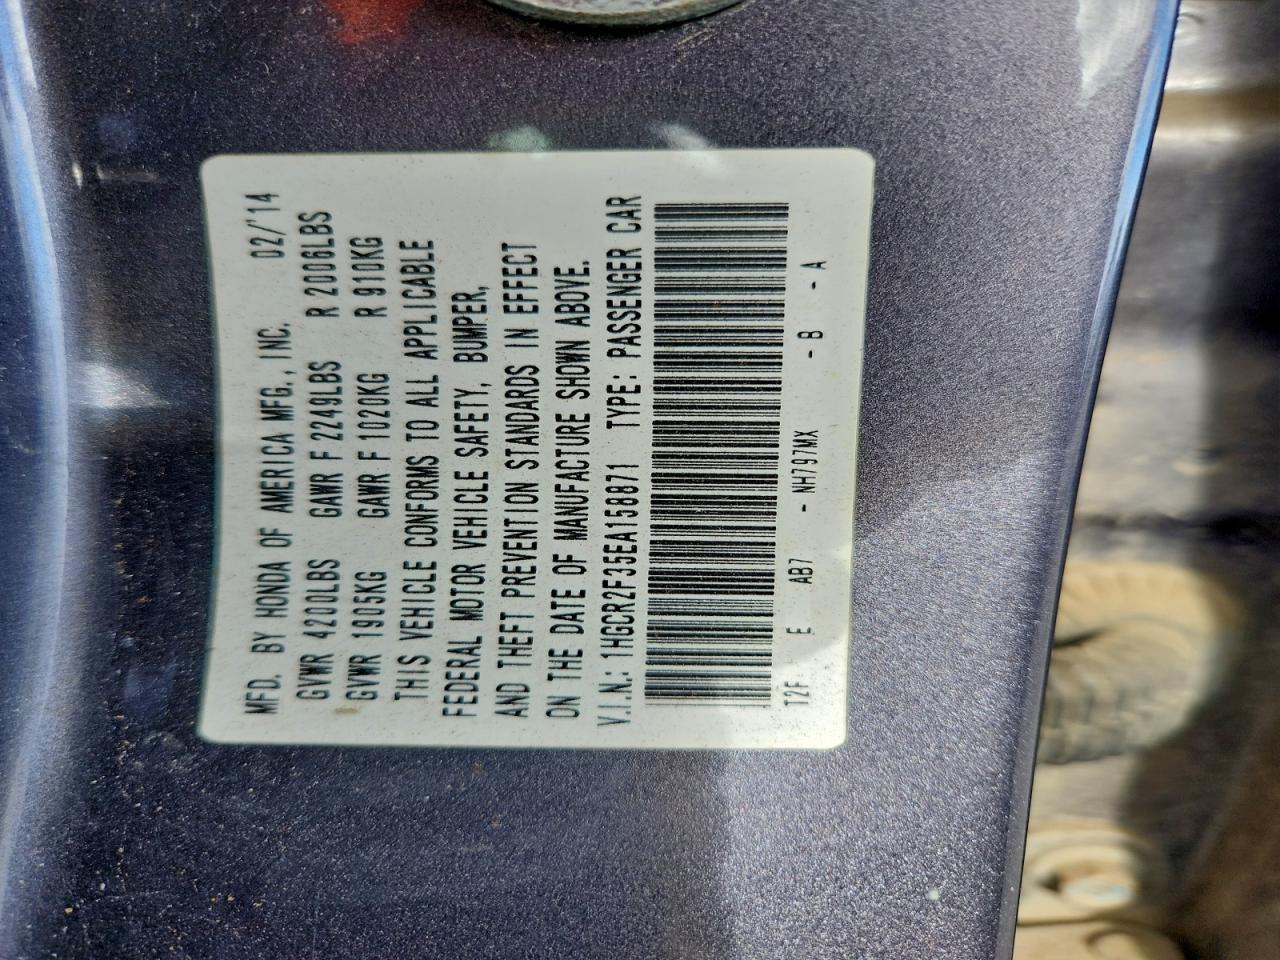 MFD. BY HONDA OF AMERICA MFG., INC. 02/'14
GVWR 4200LBS GAWR F 2249LBS R 2006LBS
GVWR 1905KG GAWR F 1020KG R 910KG
THIS VEHICLE CONFORMS TO ALL APPLICABLE
FEDERAL MOTOR VEHICLE SAFETY, BUMPER,
AND THEFT PREVENTION STANDARDS IN EFFECT
ON THE DATE OF MANUFACTURE SHOWN ABOVE.
V.I.N.: 1HGCR2F35EA158871 TYPE: PASSENGER CAR
T2F E AB7 - NH797MX - B - A